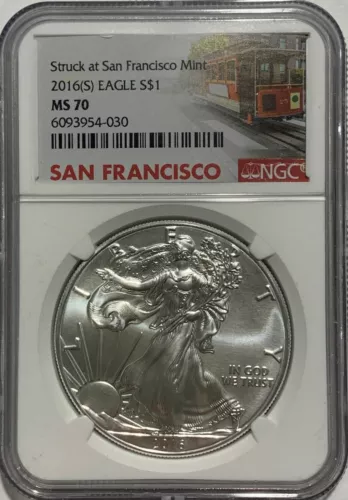 Struck at San Francisco Mint
2016(S) EAGLE S$1
MS 70
6093954-030
SAN FRANCISCO
NGC
LIBERTY
IN GOD
WE TRUST
2016